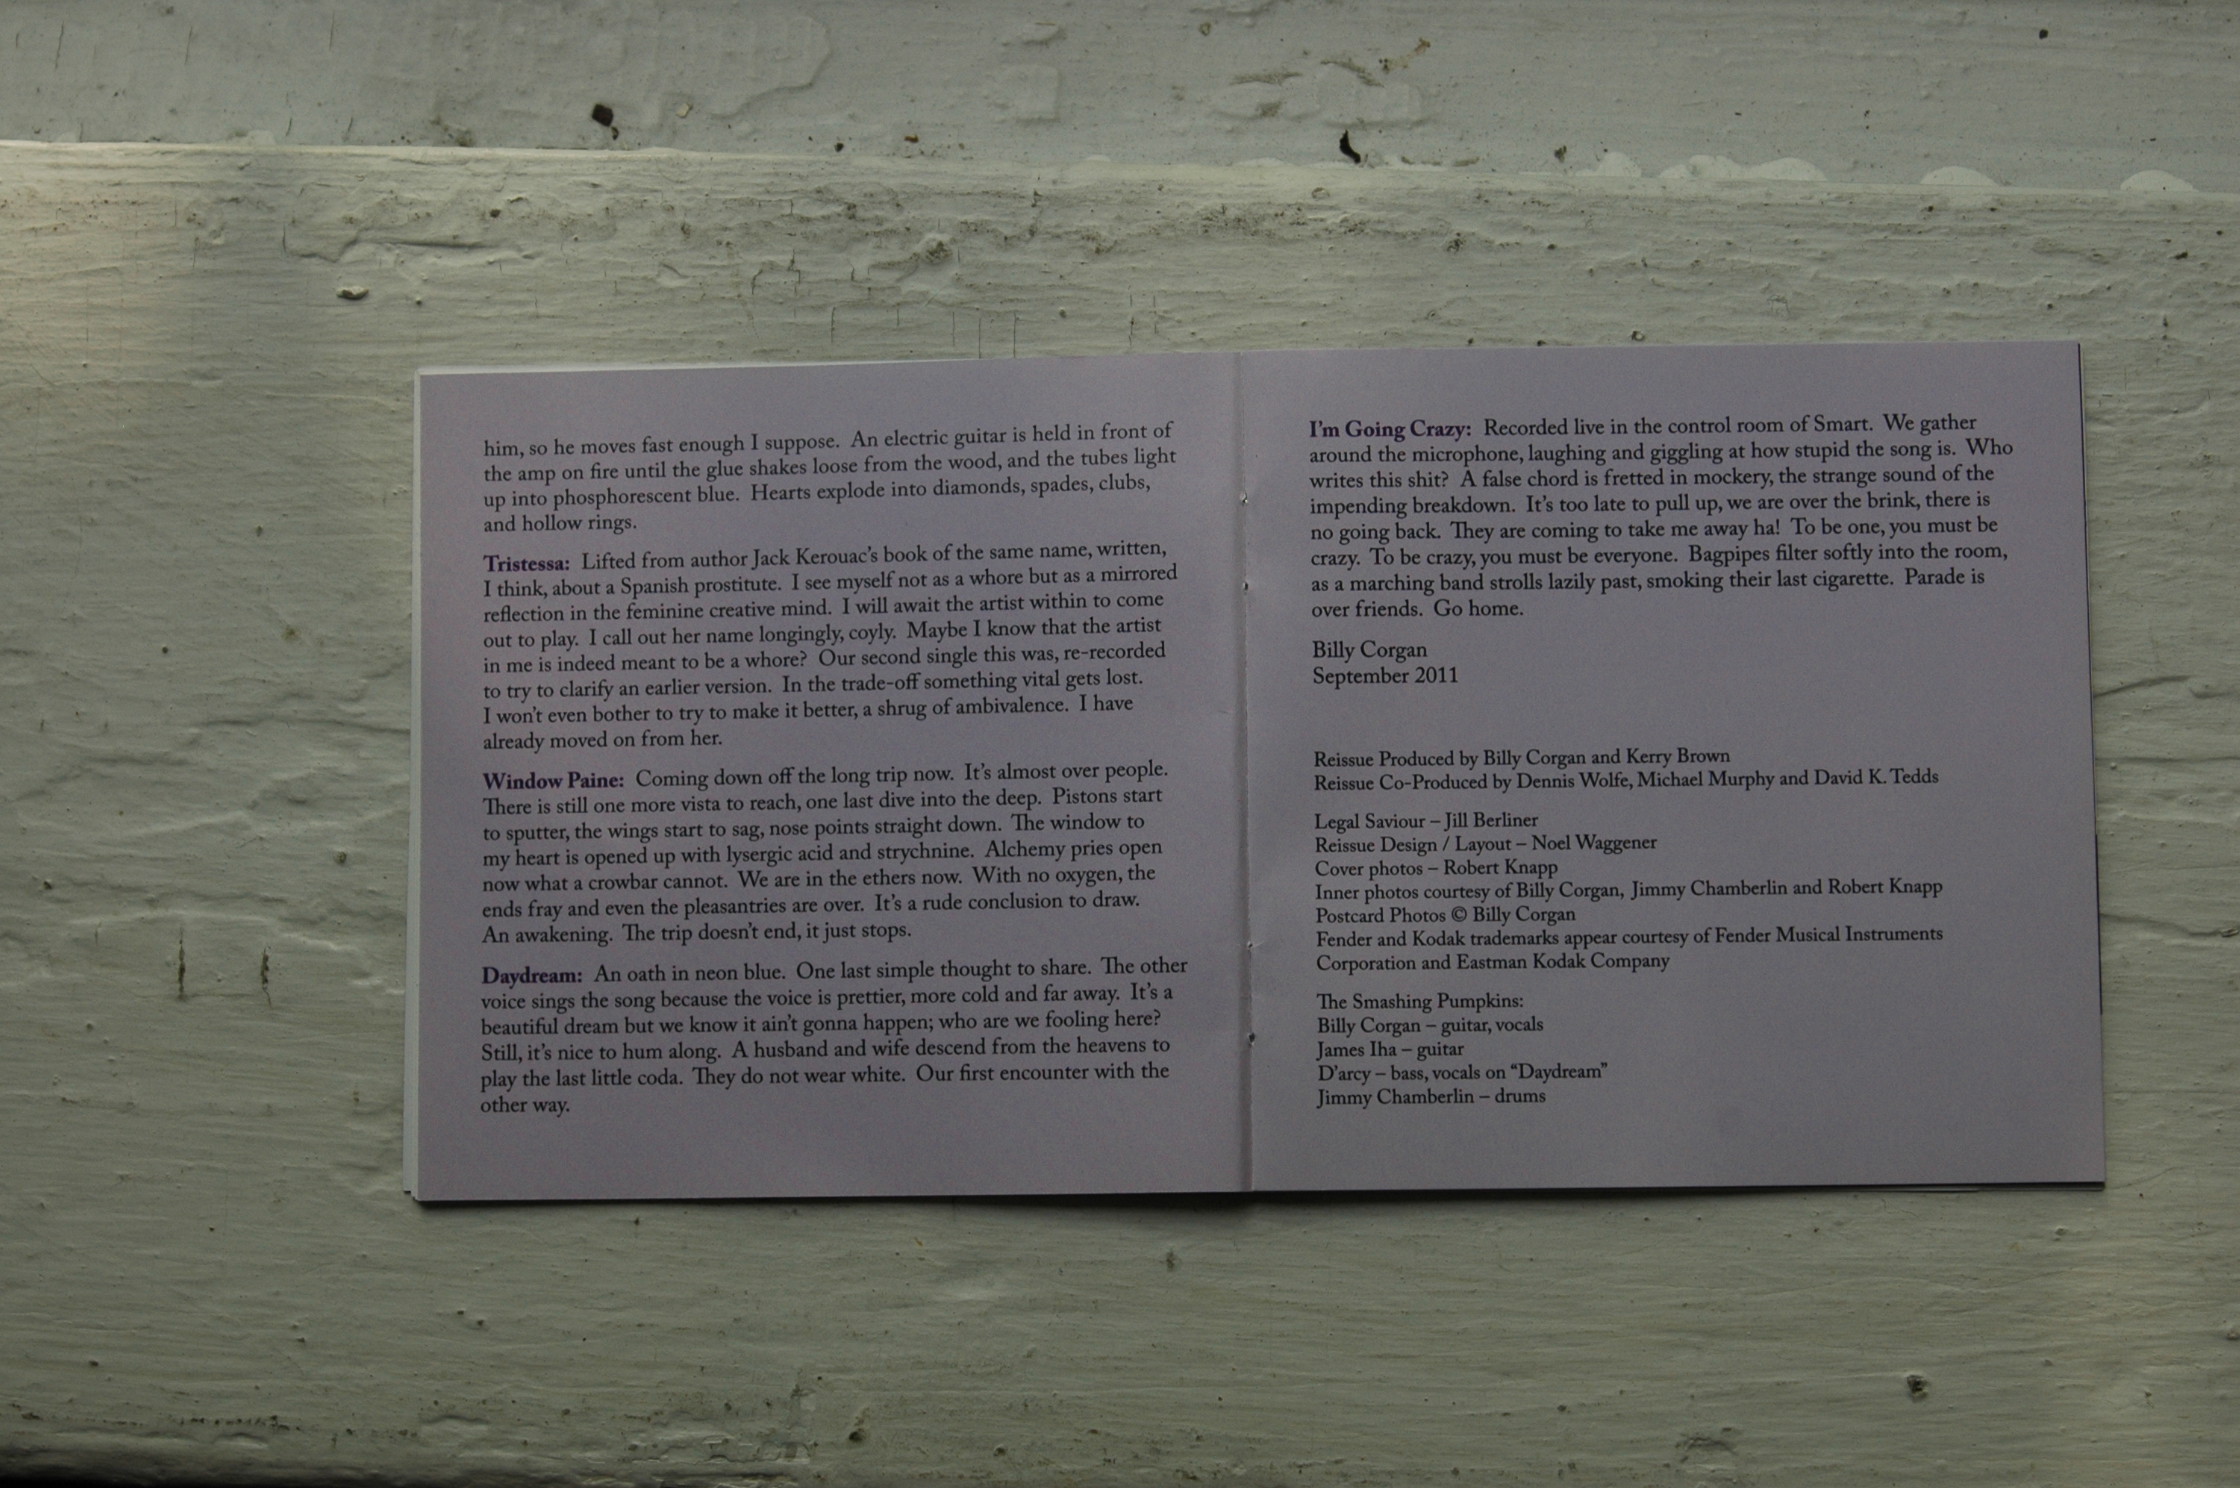 him, so he moves fast enough I suppose. An electric guitar is held in front of
the amp on fire until the glue shakes loose from the wood, and the tubes light
up into phosphorescent blue. Hearts explode into diamonds, spades, clubs,
and hollow rings.
Tristessa: Lifted from author Jack Kerouac's book of the same name, written,
I think, about a Spanish prostitute. I see myself not as a whore but as a mirrored
reflection in the feminine creative mind. I will await the artist within to come
out to play. I call out her name longingly, coyly. Maybe I know that the artist
in me is indeed meant to be a whore? Our second single this was, re-recorded
to try to clarify an earlier version. In the trade-off something vital gets lost.
I won't even bother to try to make it better, a shrug of ambivalence. I have
already moved on from her.
Window Paine: Coming down off the long trip now. It's almost over people.
There is still one more vista to reach, one last dive into the deep. Pistons start
to sputter, the wings start to sag, nose points straight down. The window to
my heart is opened up with lysergic acid and strychnine. Alchemy pries open
now what a crowbar cannot. We are in the ethers now. With no oxygen, the
ends fray and even the pleasantries are over. It's a rude conclusion to draw.
An awakening. The trip doesn't end, it just stops.
Daydream: An oath in neon blue. One last simple thought to share. The other
voice sings the song because the voice is prettier, more cold and far away. It's a
beautiful dream but we know it ain't gonna happen; who are we fooling here?
Still, it's nice to hum along. A husband and wife descend from the heavens to
play the last little coda. They do not wear white. Our first encounter with the
other way.
I'm Going Crazy: Recorded live in the control room of Smart. We gather
around the microphone, laughing and giggling at how stupid the song is. Who
writes this shit? A false chord is fretted in mockery, the strange sound of the
impending breakdown. It's too late to pull up, we are over the brink, there is
no going back. They are coming to take me away ha! To be one, you must be
crazy. To be crazy, you must be everyone. Bagpipes filter softly into the room,
as a marching band strolls lazily past, smoking their last cigarette. Parade is
over friends. Go home.
Billy Corgan
September 2011
Reissue Produced by Billy Corgan and Kerry Brown
Reissue Co-Produced by Dennis Wolfe, Michael Murphy and David K. Tedds
Legal Saviour – Jill Berliner
Reissue Design / Layout – Noel Waggener
Cover photos – Robert Knapp
Inner photos courtesy of Billy Corgan, Jimmy Chamberlin and Robert Knapp
Postcard Photos © Billy Corgan
Fender and Kodak trademarks appear courtesy of Fender Musical Instruments
Corporation and Eastman Kodak Company
The Smashing Pumpkins:
Billy Corgan – guitar, vocals
James Iha – guitar
D'arcy – bass, vocals on “Daydream”
Jimmy Chamberlin – drums